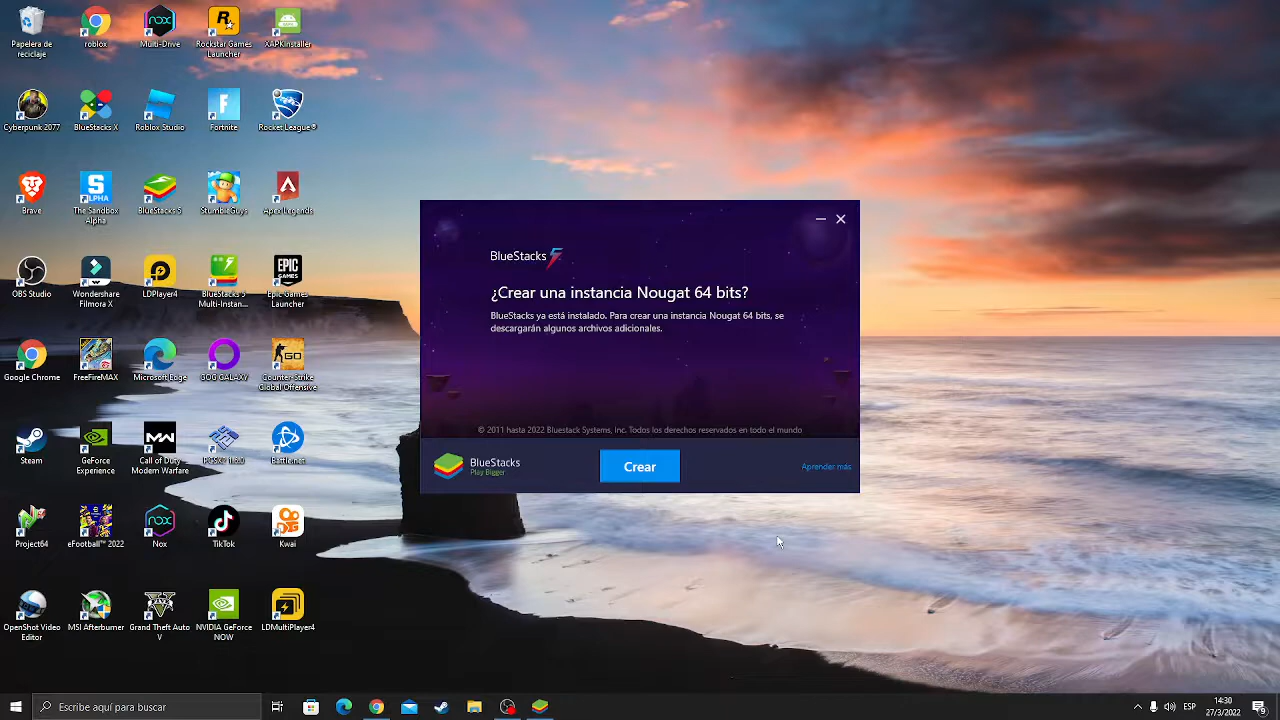 Papelera de
reciclaje
roblox
Multi-Drive
Rockstar Games
Launcher
XAPKInstaller
Cyberpunk 2077
BlueStacks X
Roblox Studio
Fortnite
Rocket League®
Brave
The Sandbox
Alpha
BlueStacks 5
StumbleGuys
Apex Legends
OBS Studio
Wondershare
Filmora X
LDPlayer4
BlueStacks 5
Multi-Instan...
Epic Games
Launcher
Google Chrome
FreeFireMAX
Microsoft Edge
GOG GALAXY
Counter-Strike
Global Offensive
Steam
GeForce
Experience
Call of Duty
Modern Warfare
Battle.net
Project64
eFootball™ 2022
Nox
TikTok
Kwai
OpenShot Video
Editor
MSI Afterburner
Grand Theft Auto
V
NVIDIA GeForce
NOW
LDMultiPlayer4
BlueStacks 5
¿Crear una instancia Nougat 64 bits?
BlueStacks ya está instalado. Para crear una instancia Nougat 64 bits, se
descargarán algunos archivos adicionales.
© 2011 hasta 2022 Bluestack Systems, Inc. Todos los derechos reservados en todo el mundo
BlueStacks
Play Bigger
Crear
Aprender más
Escribe aquí para buscar
ESP
14:30
27/3/2022